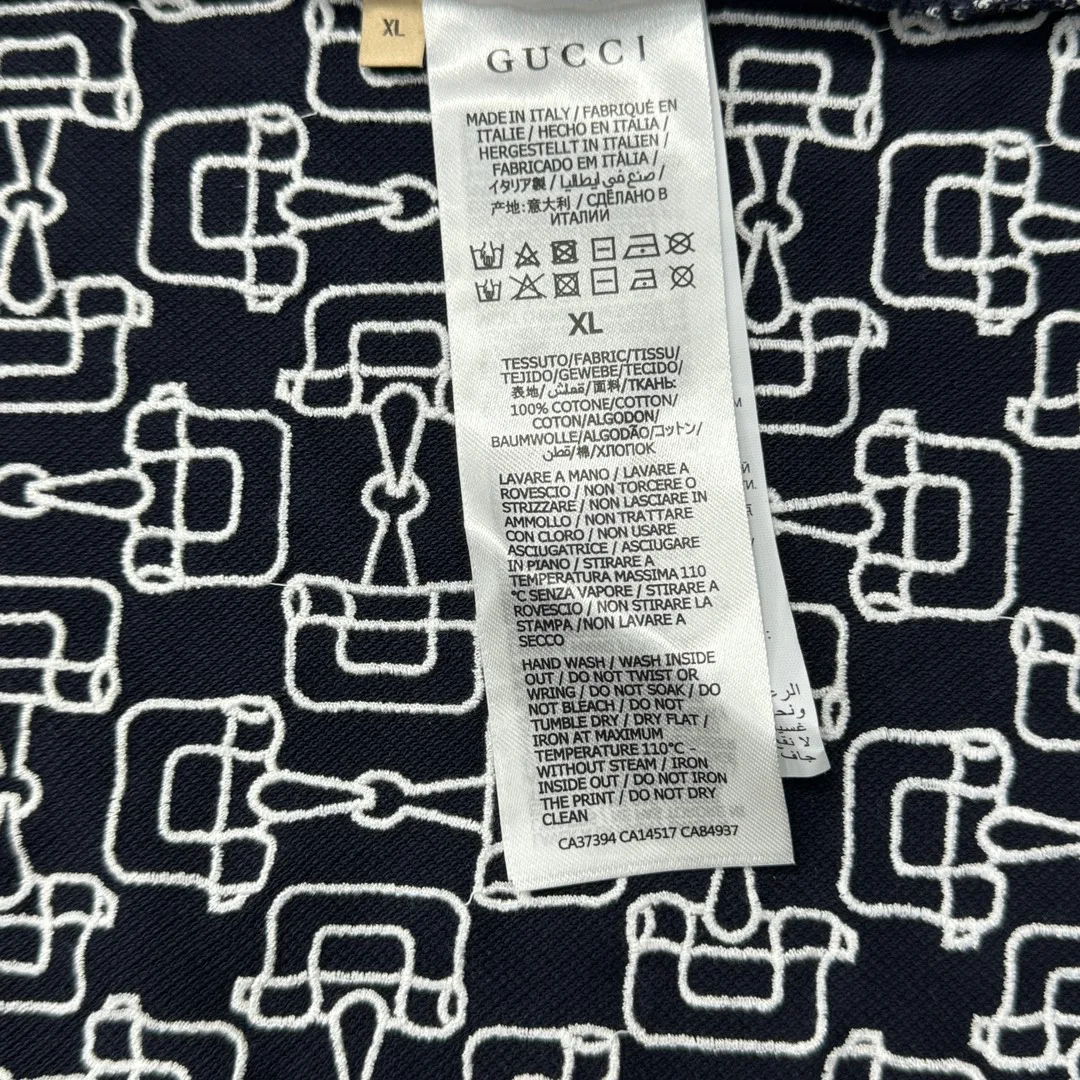 XL
GUCCI
MADE IN ITALY / FABRIQUÉ EN
ITALIE / HECHO EN ITALIA /
HERGESTELLT IN ITALIEN /
FABRICADO EM ITÀLIA /
イタリア製 / صنع في ايطاليا /
产地:意大利 / СДЕЛАНО В
ИТАЛИИ
XL
TESSUTO/FABRIC/TISSU/
TEJIDO/GEWEBE/TECIDO/
表地/قماش/面料/ТКАНЬ:
100% COTONE/COTTON/
COTON/ALGODON/
BAUMWOLLE/ALGODÃO/コットン/
قطن/棉/ХЛОПОК
LAVARE A MANO / LAVARE A
ROVESCIO / NON TORCERE O
STRIZZARE / NON LASCIARE IN
AMMOLLO / NON TRATTARE
CON CLORO / NON USARE
ASCIUGATRICE / ASCIUGARE
IN PIANO / STIRARE A
TEMPERATURA MASSIMA 110
°C SENZA VAPORE / STIRARE A
ROVESCIO / NON STIRARE LA
STAMPA /NON LAVARE A
SECCO
HAND WASH / WASH INSIDE
OUT / DO NOT TWIST OR
WRING / DO NOT SOAK / DO
NOT BLEACH / DO NOT
TUMBLE DRY / DRY FLAT /
IRON AT MAXIMUM
TEMPERATURE 110°C -
WITHOUT STEAM / IRON
INSIDE OUT / DO NOT IRON
THE PRINT / DO NOT DRY
CLEAN
CA37394 CA14517 CA84937